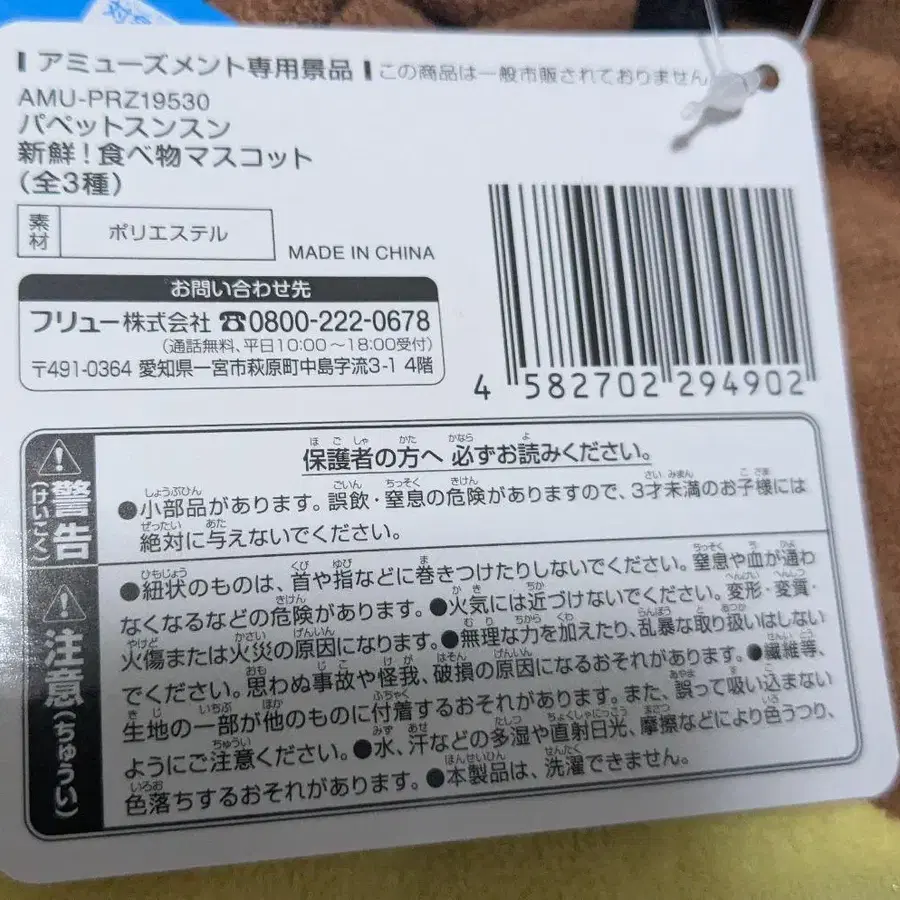 アミューズメント専用景品 この商品は一般市販されておりません
AMU-PRZ19530
パペットスンスン
新鮮！食べ物マスコット
（全3種）
素材 ポリエステル
MADE IN CHINA
お問い合わせ先
フリュー株式会社 ☎0800-222-0678
（通話無料、平日10:00～18:00受付）
〒491-0364 愛知県一宮市萩原町中島字流3-1 4階
4 582702 294902
警告（けいこく）
保護者の方へ 必ずお読みください。
●小部品があります。誤飲・窒息の危険がありますので、3才未満のお子様には
絶対に与えないでください。
注意（ちゅうい）
●紐状のものは、首や指などに巻きつけたりしないでください。窒息や血が通わ
なくなるなどの危険があります。●火気には近づけないでください。変形・変質・
火傷または火災の原因になります。●無理な力を加えたり、乱暴な取り扱いはしない
でください。思わぬ事故や怪我、破損の原因になるおそれがあります。●繊維等、
生地の一部が他のものに付着するおそれがあります。また、誤って吸い込まない
ようにご注意ください。●水、汗などの多湿や直射日光、摩擦などにより色うつり、
色落ちするおそれがあります。●本製品は、洗濯できません。